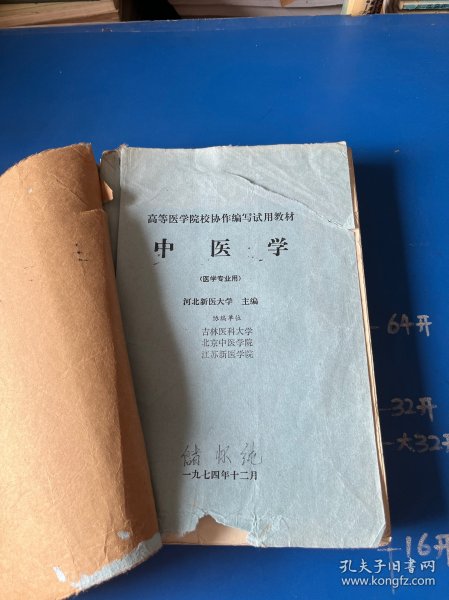 高等医学院校协作编写试用教材
中医学
(医学专业用)
河北新医大学 主编
协编单位
吉林医科大学
北京中医学院
江苏新医学院
一九七四年十二月
64开
32开
大32开
16开
孔夫子旧书网
www.kongfz.com